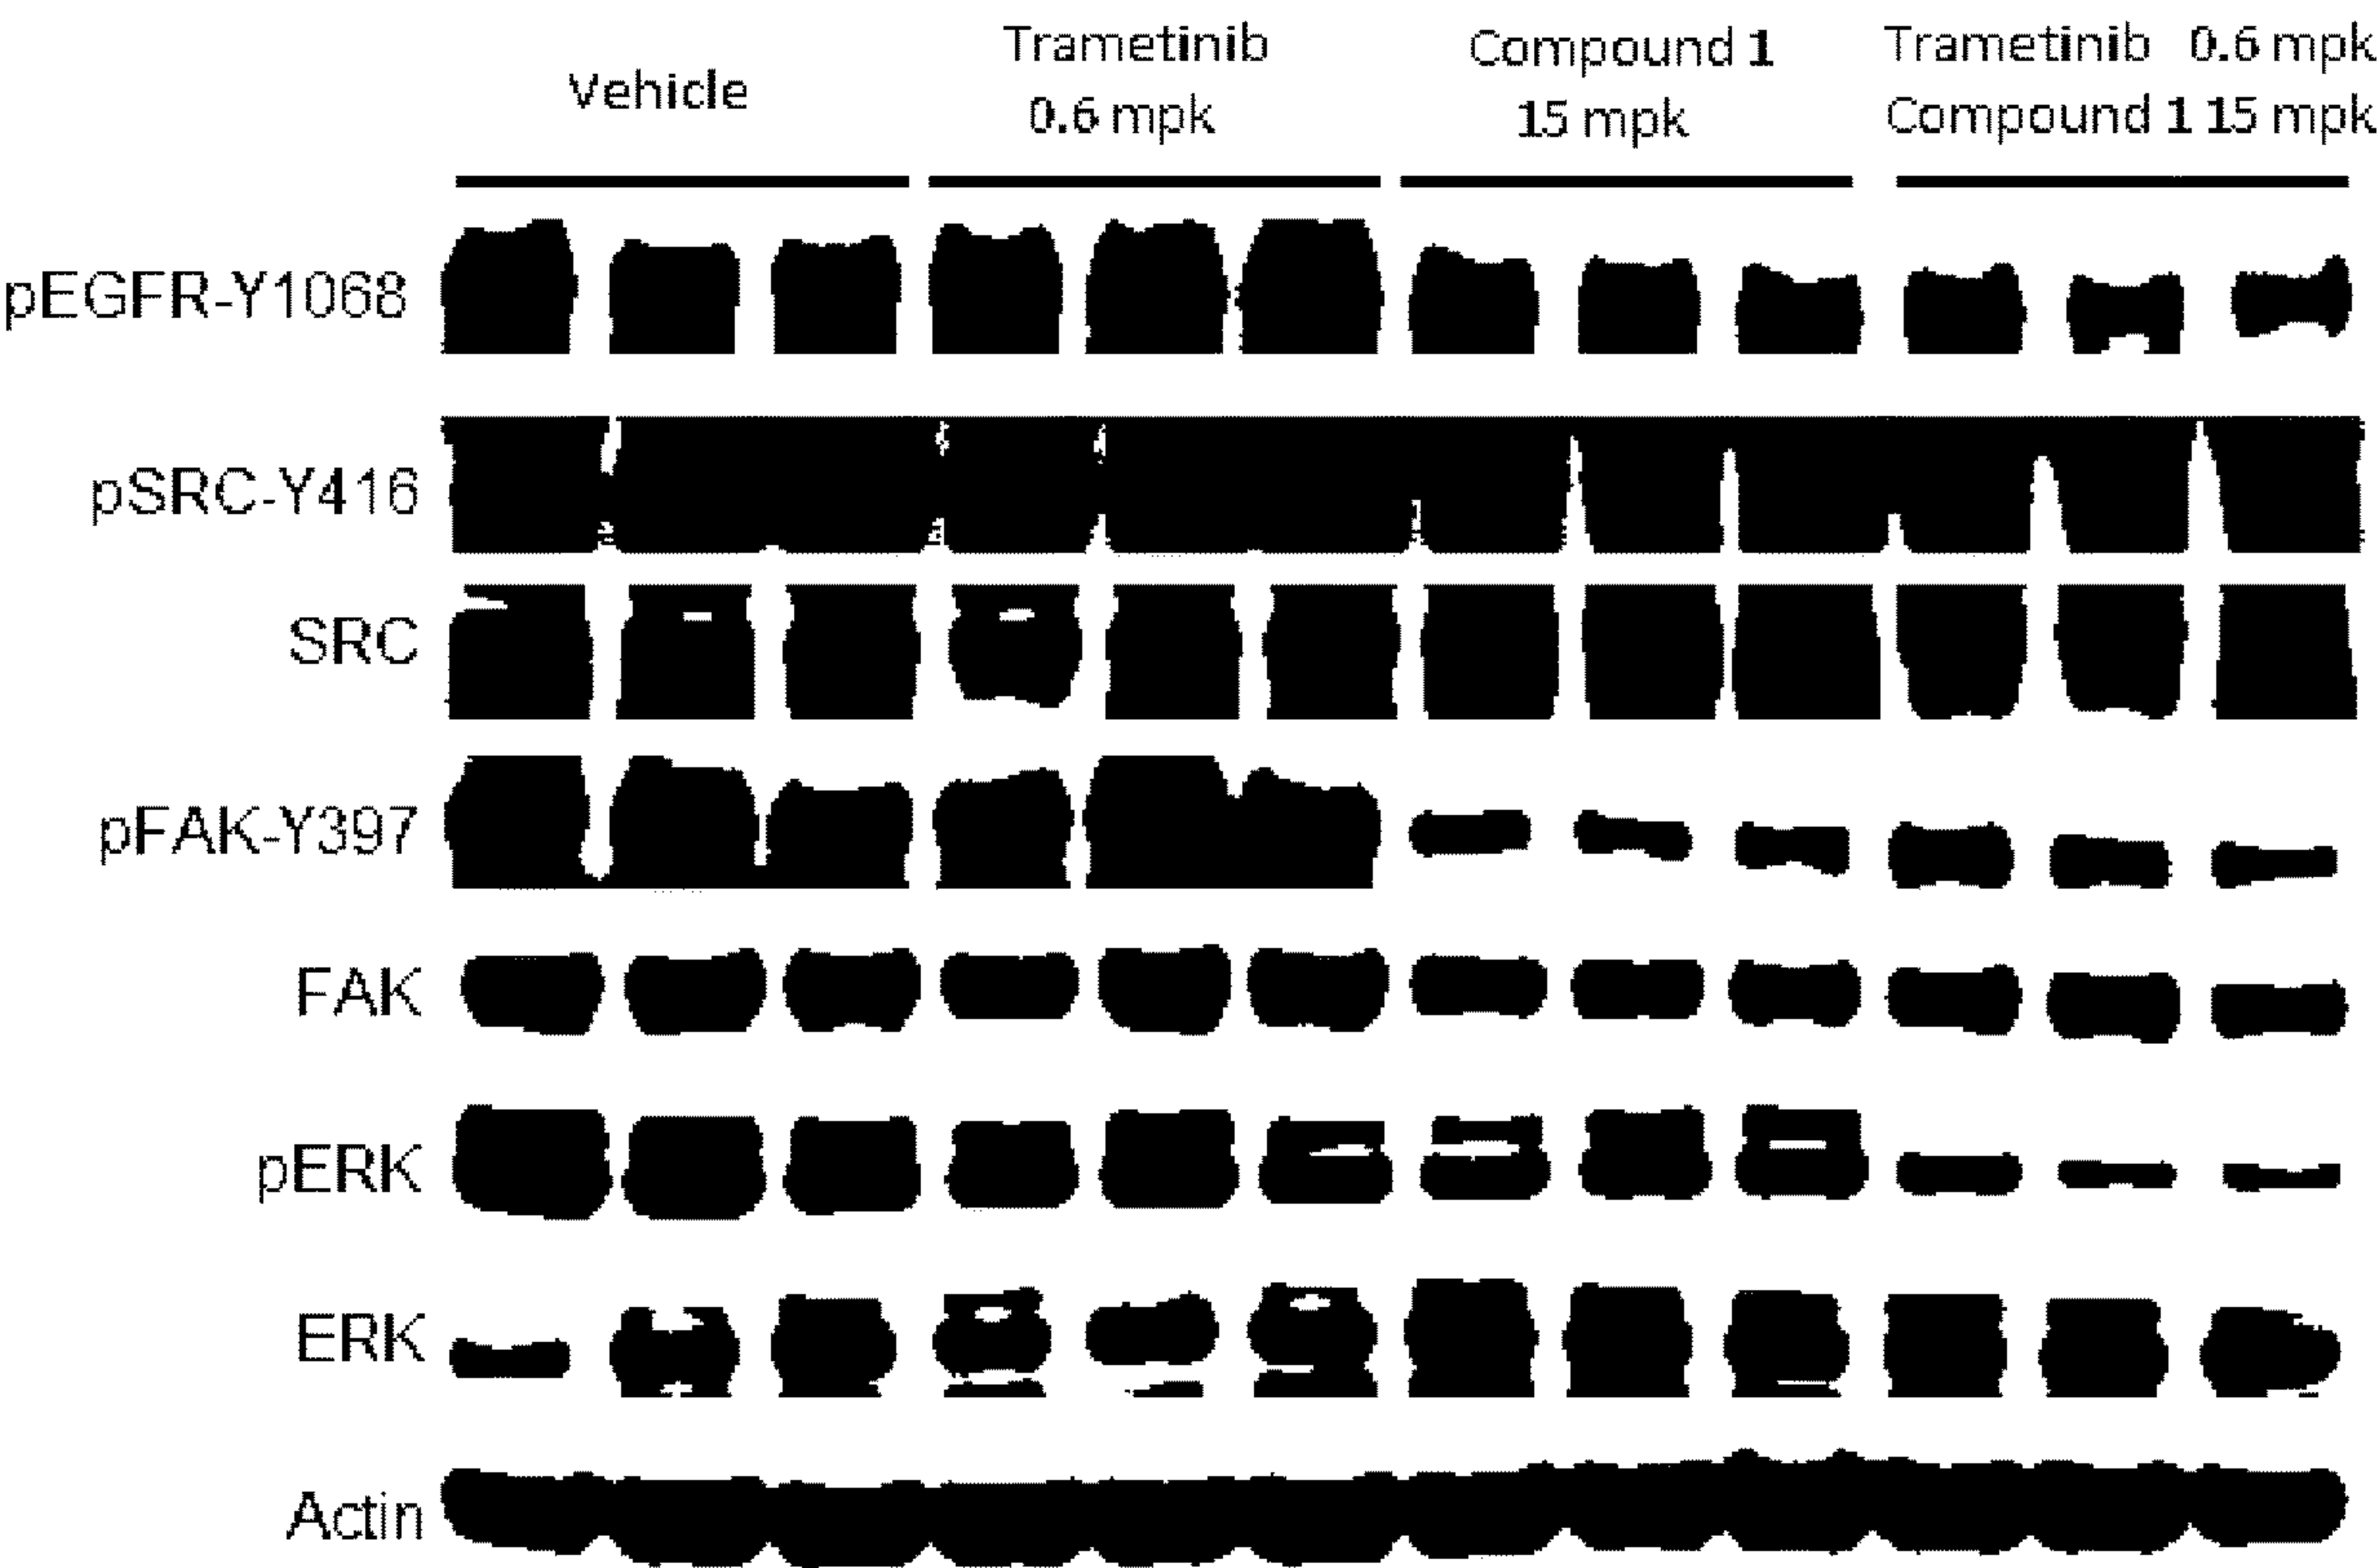 Vehicle
Trametinib
0.6 mpk
Compound 1
15 mpk
Trametinib 0.6 mpk
Compound 1 15 mpk
pEGFR-Y1068
pSRC-Y416
SRC
pFAK-Y397
FAK
pERK
ERK
Actin